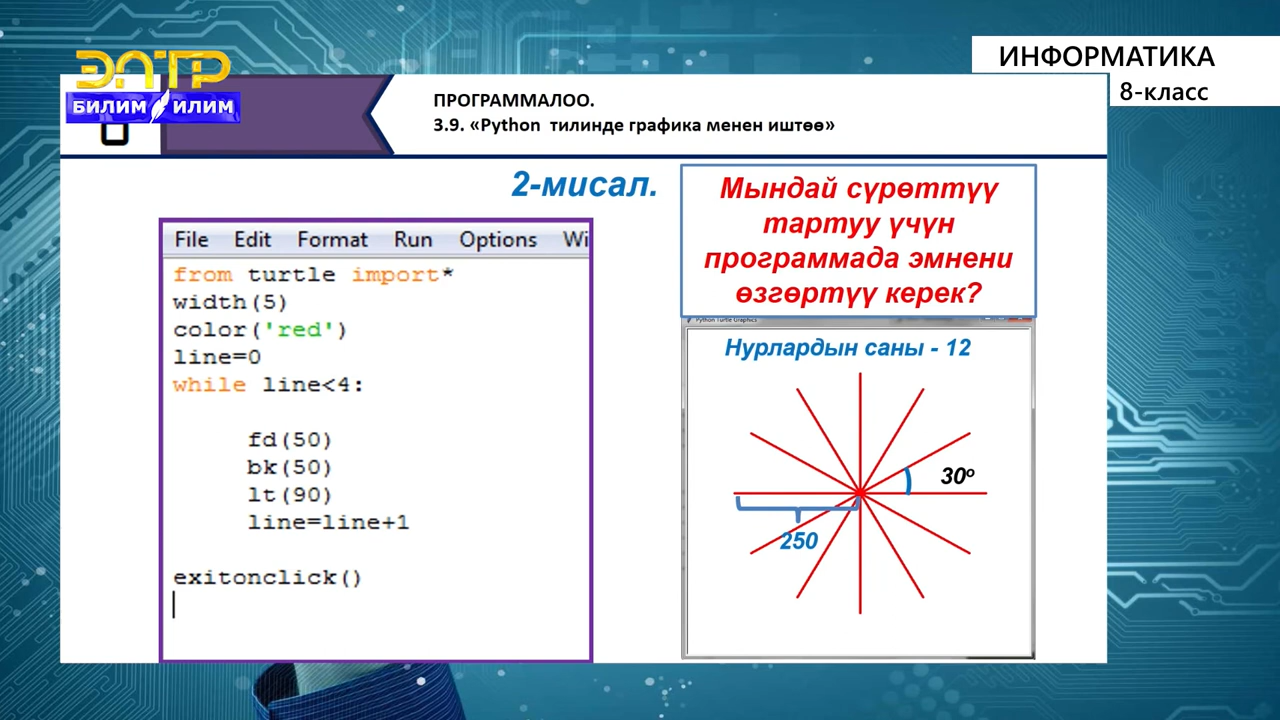 ЭЛТР
БИЛИМ ИЛИМ
ИНФОРМАТИКА
8-класс
ПРОГРАММАЛОО.
3.9. «Python тилинде графика менен иштөө»
2-мисал.
File Edit Format Run Options Wi
from turtle import*
width(5)
color('red')
line=0
while line<4:
fd(50)
bk(50)
lt(90)
line=line+1
exitonclick()
Мындай сүрөттүү
тартуу үчүн
программада эмнени
өзгөртүү керек?
Python Turtle Graphics
Нурлардын саны - 12
30º
250